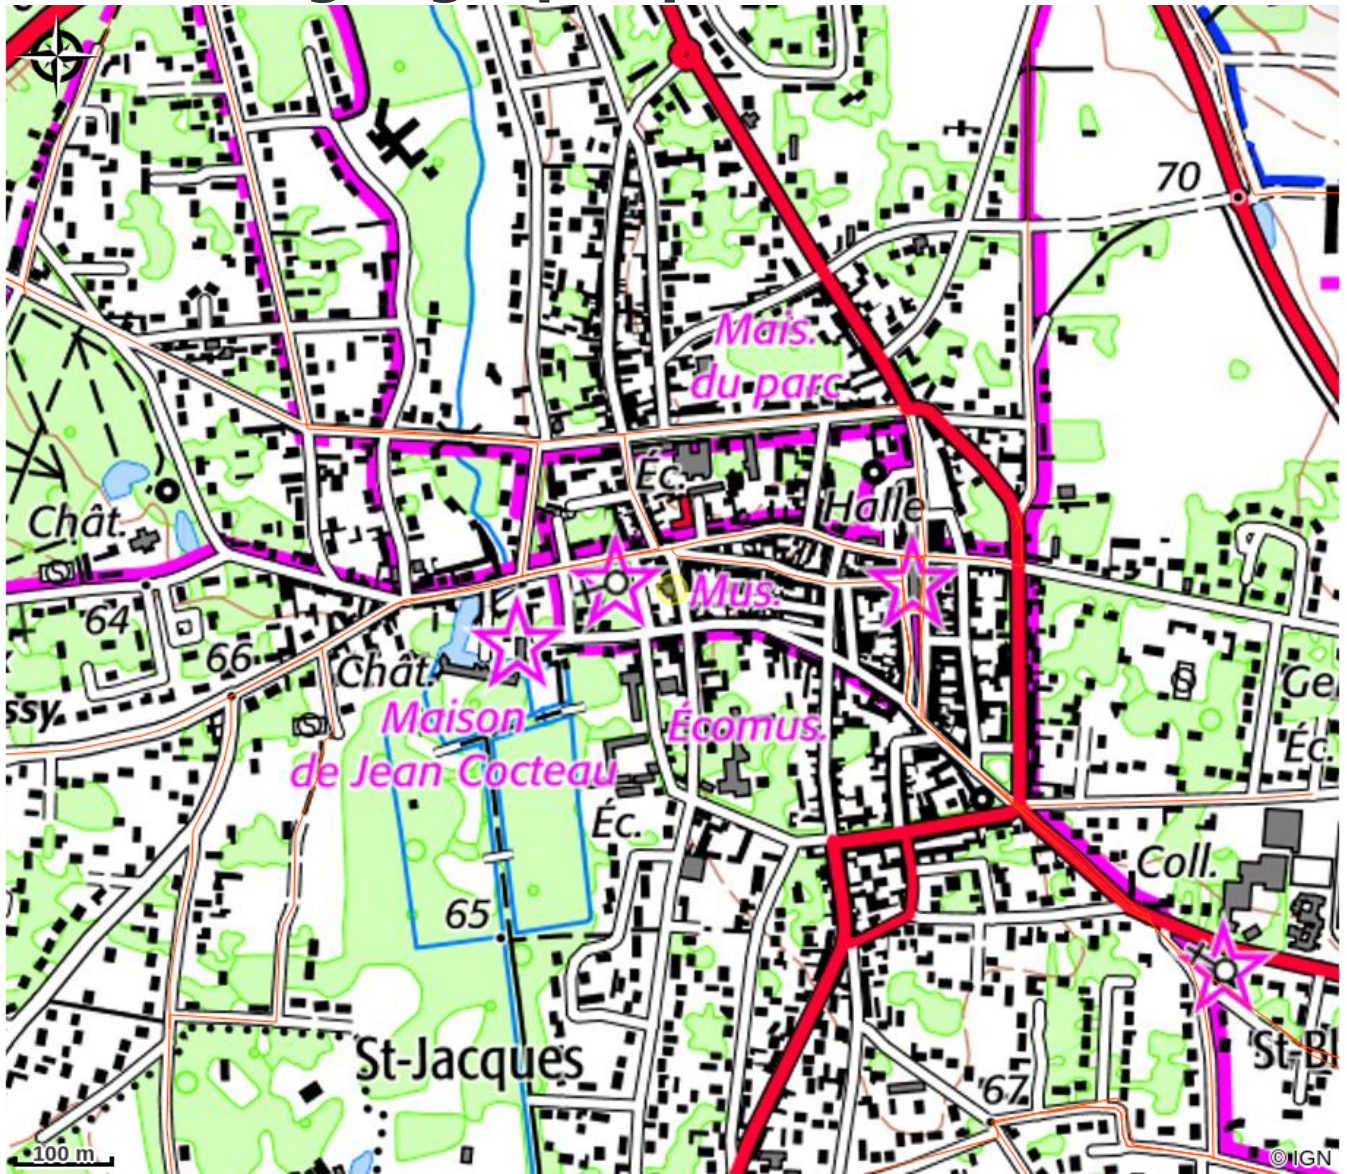 70
Mais.
du parc
Éc.
Halle
Chât.
Mus.
64
66
Chât.
ssy
Ge
Maison
Écomus.
Éc.
de Jean Cocteau
Éc.
Coll.
65
St-Jacques
St-Bl
67
100 m
© IGN